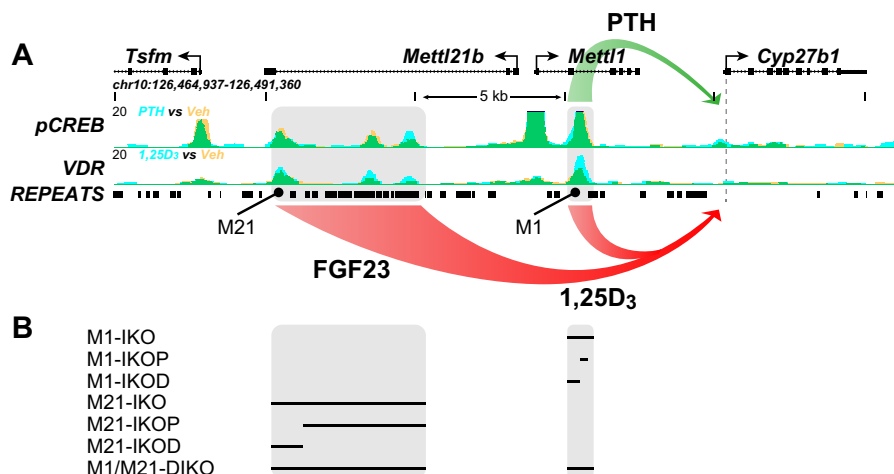 PTH
A
Tsfm
Mettl21b
Mettl1
Cyp27b1
chr10:126,464,937-126,491,360
5 kb
20 PTH vs Veh
pCREB
20 1,25D3 vs Veh
VDR
REPEATS
M21
M1
FGF23
1,25D3
B
M1-IKO
M1-IKOP
M1-IKOD
M21-IKO
M21-IKOP
M21-IKOD
M1/M21-DIKO